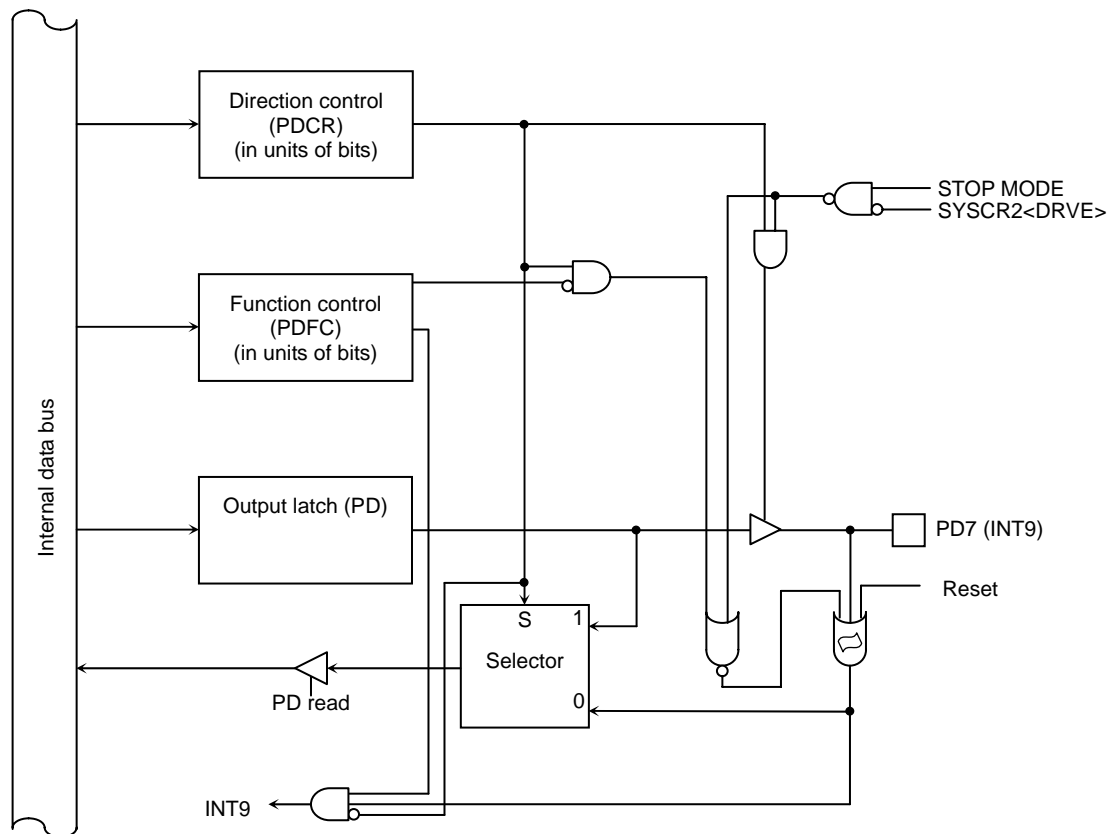 Direction control
(PDCR)
(in units of bits)
STOP MODE
SYSCR2<DRVE>
Function control
(PDFC)
(in units of bits)
Internal data bus
Output latch (PD)
PD7 (INT9)
Reset
S
1
Selector
0
PD read
INT9